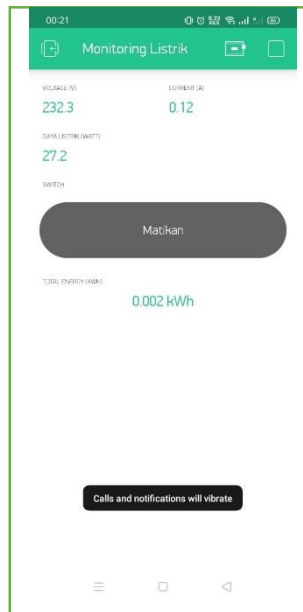 00:21
Monitoring Listrik
VOLTAGE (V) CURRENT (A)
232.3 0.12
DAYA LISTRIK (WATT)
27.2
SWITCH
Matikan
TOTAL ENERGY (KWH)
0.002 kWh
Calls and notifications will vibrate